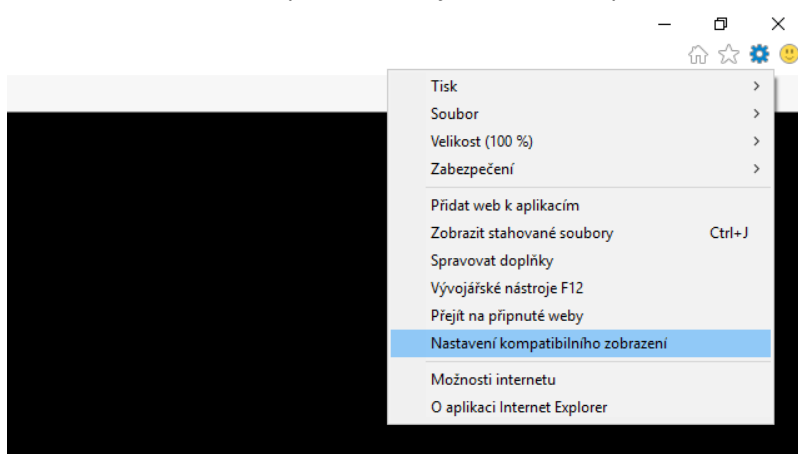 Tisk
Soubor
Velikost (100 %)
Zabezpečení
Přidat web k aplikacím
Zobrazit stahované soubory Ctrl+J
Spravovat doplňky
Vývojářské nástroje F12
Přejít na připnuté weby
Nastavení kompatibilního zobrazení
Možnosti internetu
O aplikaci Internet Explorer